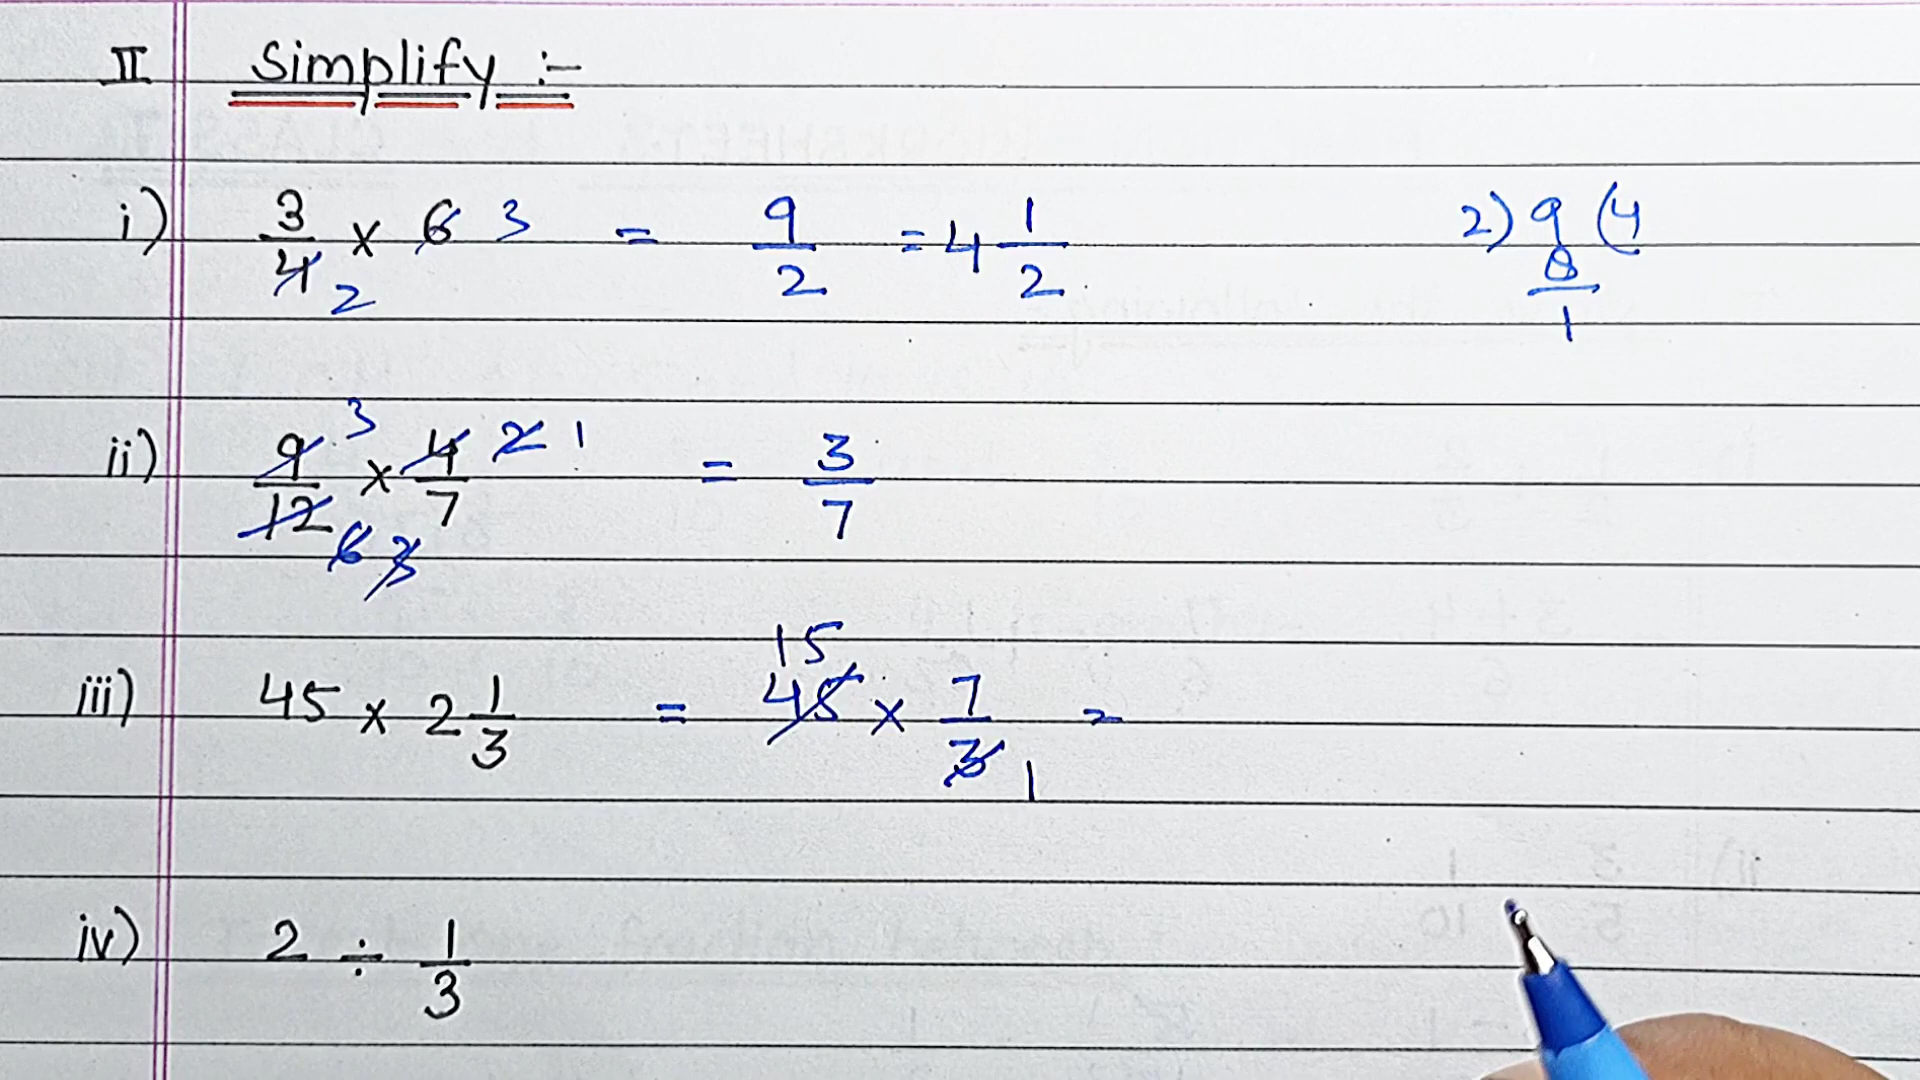 II Simplify :-
i) 3/4 2 × 6 3 = 9/2 = 4 1/2 2) 9 (4
8
1
ii) 9 3/12 6 3 × 4 2 1/7 = 3/7
15
iii) 45 × 2 1/3 = 45 × 7/3 1 =
iv) 2 ÷ 1/3